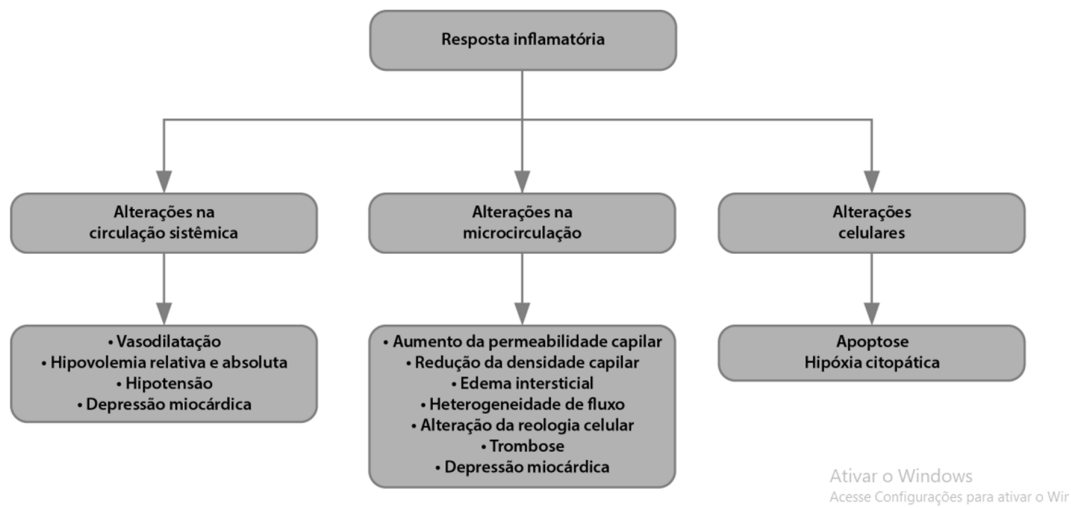 Resposta inflamatória
Alterações na
circulação sistêmica
Alterações na
microcirculação
Alterações
celulares
• Vasodilatação
• Hipovolemia relativa e absoluta
• Hipotensão
• Depressão miocárdica
• Aumento da permeabilidade capilar
• Redução da densidade capilar
• Edema intersticial
• Heterogeneidade de fluxo
• Alteração da reologia celular
• Trombose
• Depressão miocárdica
Apoptose
Hipóxia citopática
Ativar o Windows
Acesse Configurações para ativar o Wir